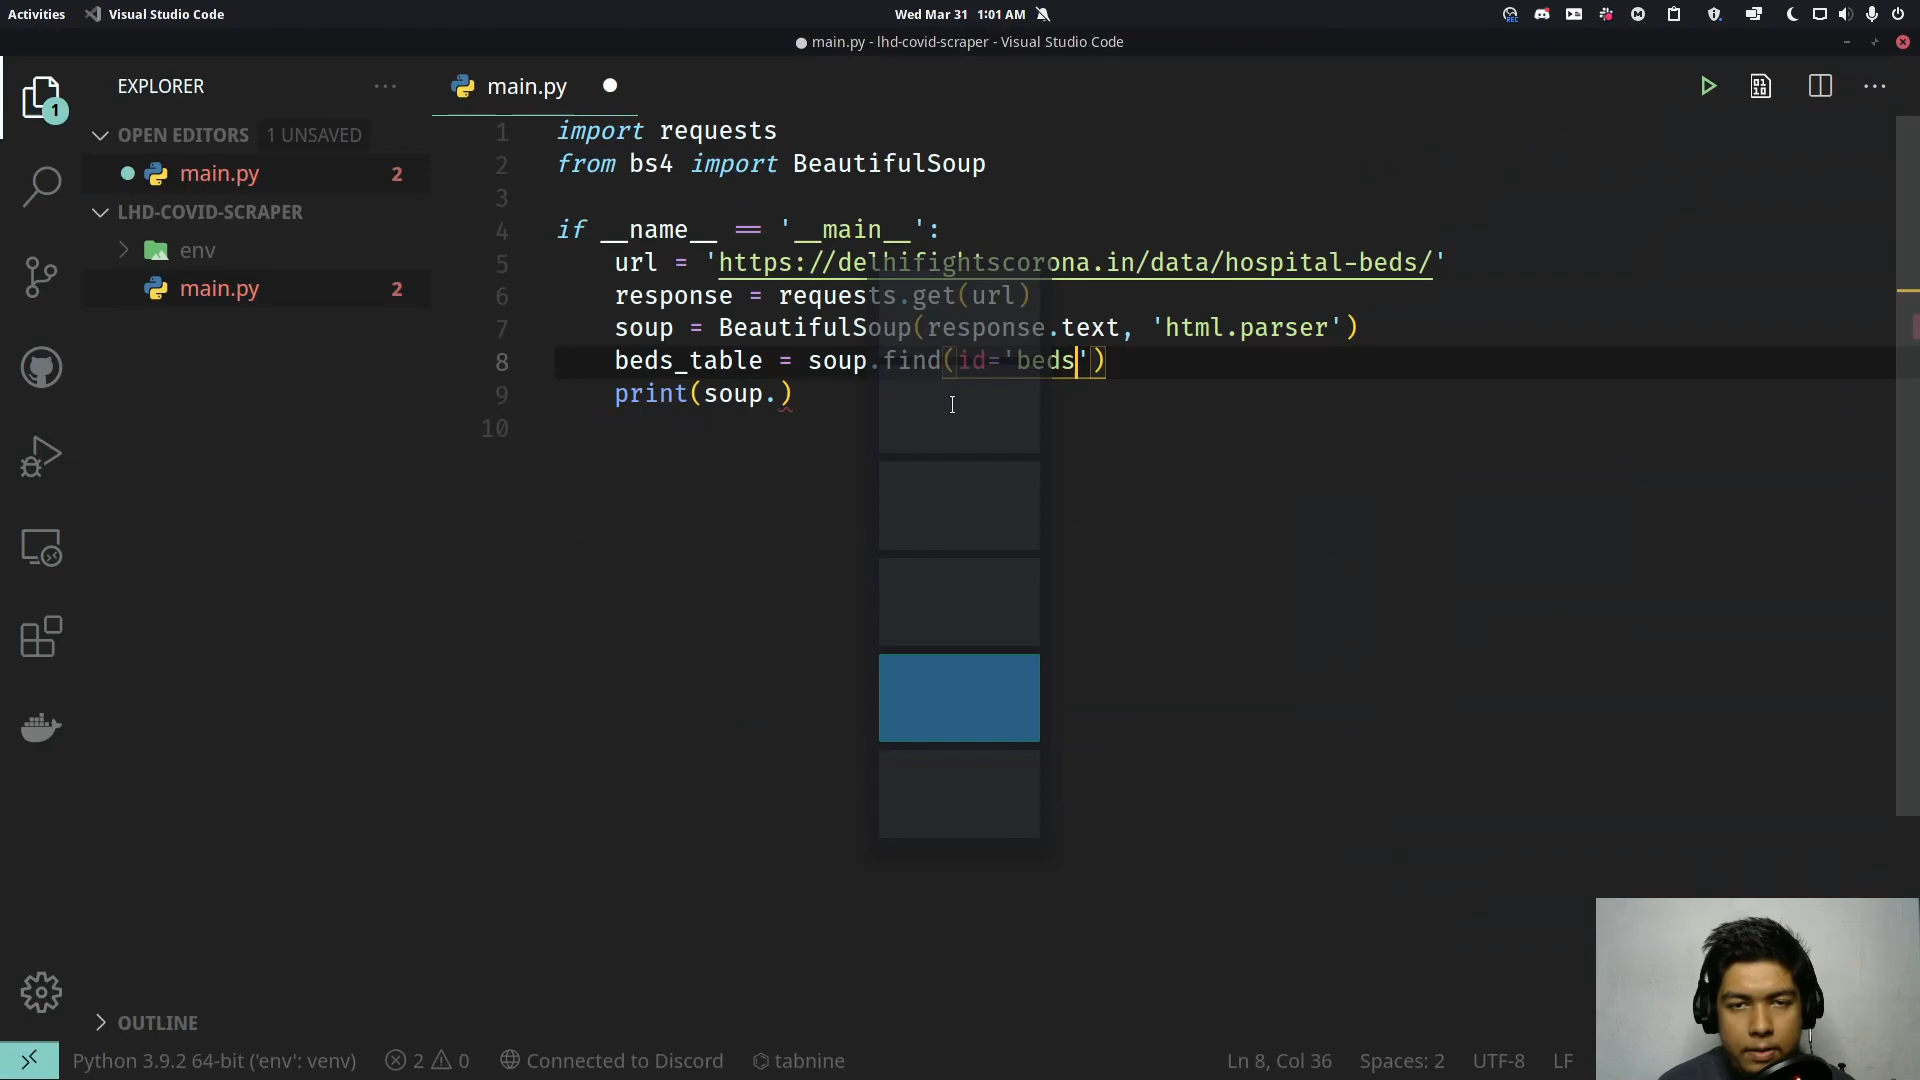 Activities Visual Studio Code Wed Mar 31 1:01 AM
main.py - lhd-covid-scraper - Visual Studio Code
EXPLORER
main.py
OPEN EDITORS 1 UNSAVED
main.py 2
LHD-COVID-SCRAPER
env
main.py 2
1
1 import requests
2 from bs4 import BeautifulSoup
3
4 if __name__ == '__main__':
5 url = 'https://delhifightscorona.in/data/hospital-beds/'
6 response = requests.get(url)
7 soup = BeautifulSoup(response.text, 'html.parser')
8 beds_table = soup.find(id='beds')
9 print(soup.)
10
OUTLINE
Python 3.9.2 64-bit ('env': venv) 2 0 Connected to Discord tabnine Ln 8, Col 36 Spaces: 2 UTF-8 LF